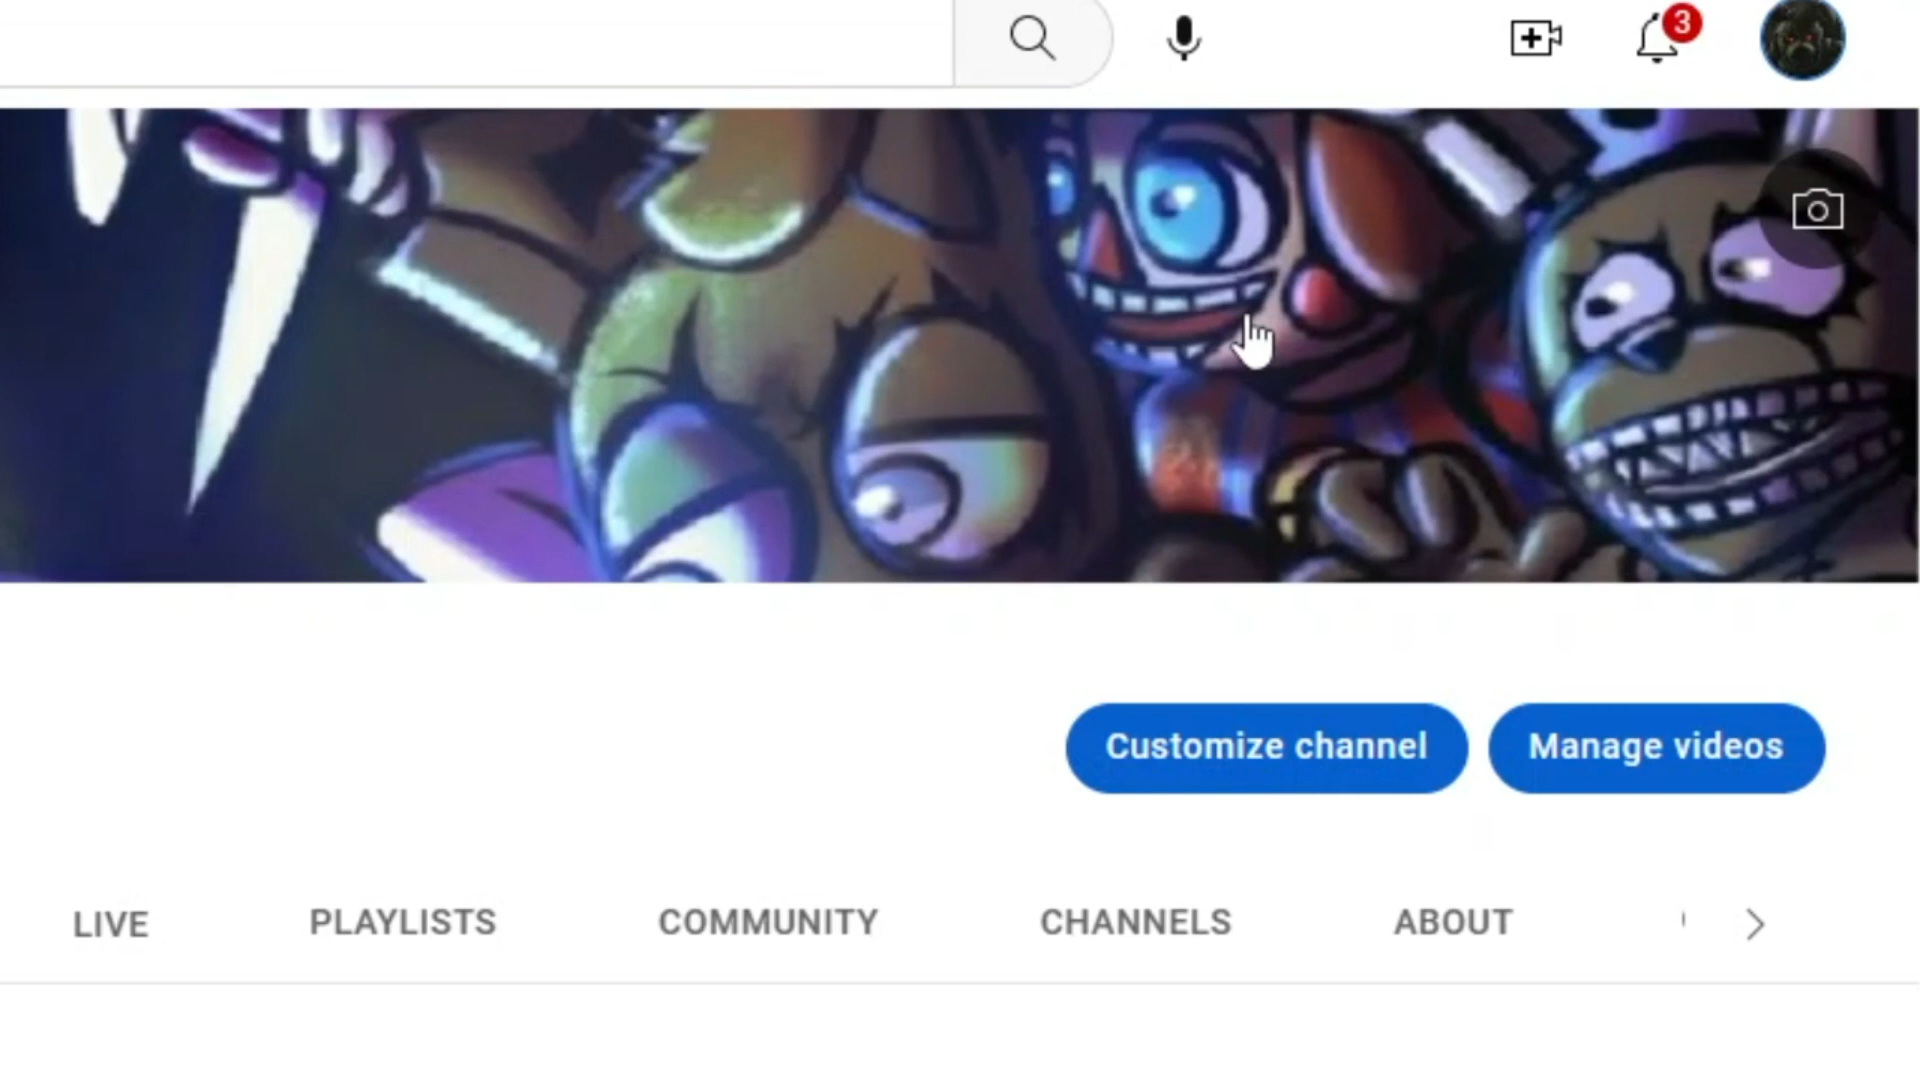 3
Customize channel
Manage videos
LIVE
PLAYLISTS
COMMUNITY
CHANNELS
ABOUT